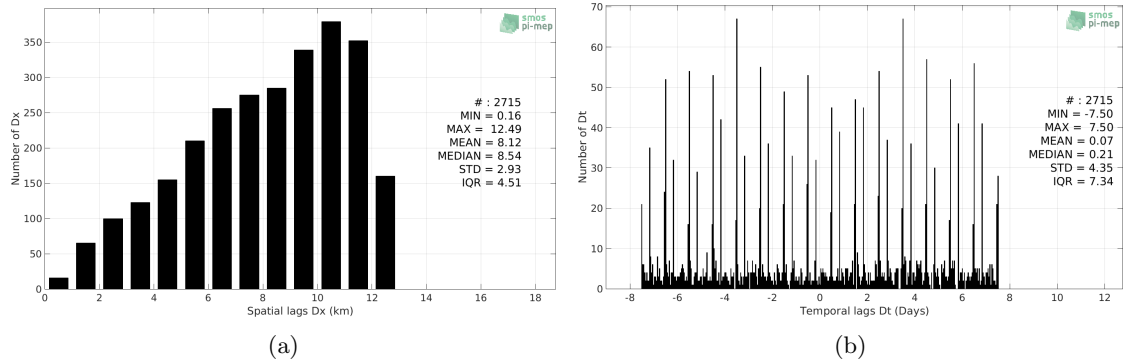 smos
pi-mep
350
300
250
200
150
100
50
0
Number of Dx
# : 2715
MIN = 0.16
MAX = 12.49
MEAN = 8.12
MEDIAN = 8.54
STD = 2.93
IQR = 4.51
0 2 4 6 8 10 12 14 16 18
Spatial lags Dx (km)
(a)
smos
pi-mep
70
60
50
40
30
20
10
0
Number of Dt
# : 2715
MIN = -7.50
MAX = 7.50
MEAN = 0.07
MEDIAN = 0.21
STD = 4.35
IQR = 7.34
-8 -6 -4 -2 0 2 4 6 8 10 12
Temporal lags Dt (Days)
(b)